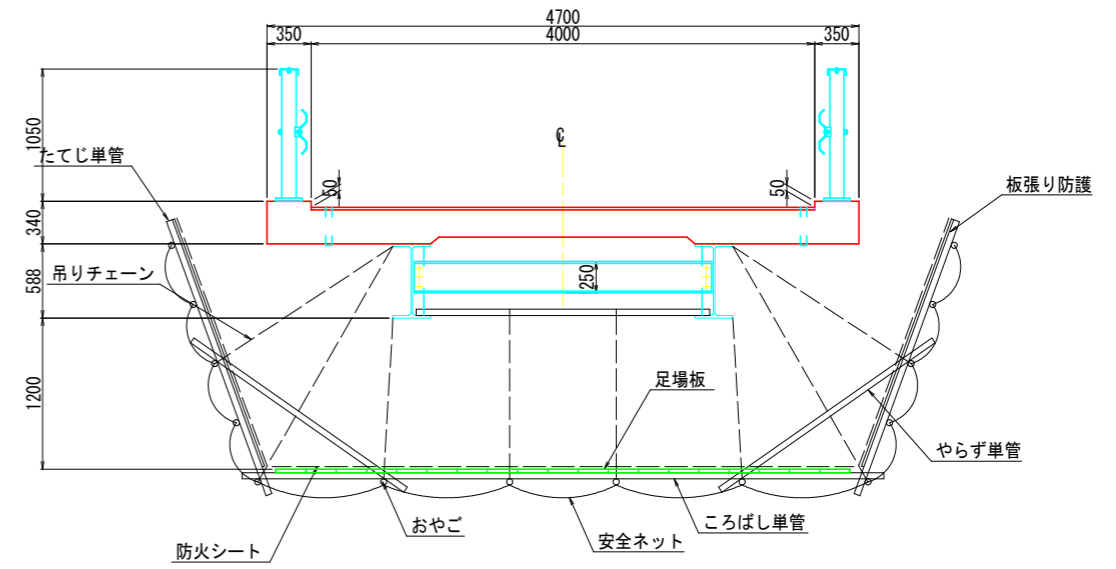 4700
350
4000
350
1050
℄
たてじ単管
50
50
板張り防護
340
吊りチェーン
588
250
1200
足場板
やらず単管
おやご
ころばし単管
防火シート
安全ネット